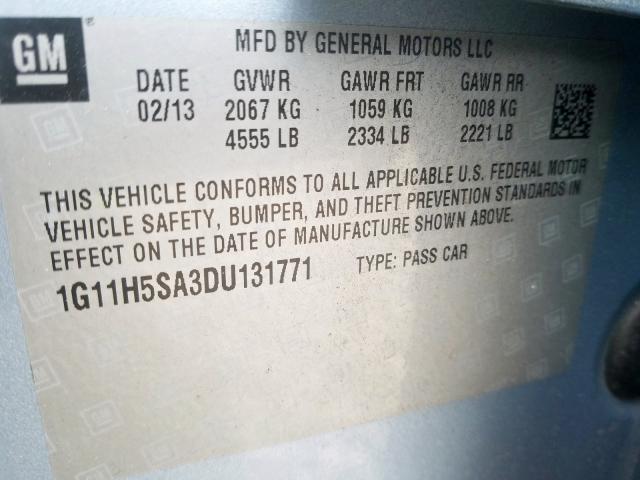 GM
MFD BY GENERAL MOTORS LLC
DATE GVWR GAWR FRT GAWR RR
02/13 2067 KG 1059 KG 1008 KG
4555 LB 2334 LB 2221 LB
THIS VEHICLE CONFORMS TO ALL APPLICABLE U.S. FEDERAL MOTOR
VEHICLE SAFETY, BUMPER, AND THEFT PREVENTION STANDARDS IN
EFFECT ON THE DATE OF MANUFACTURE SHOWN ABOVE.
1G11H5SA3DU131771 TYPE: PASS CAR